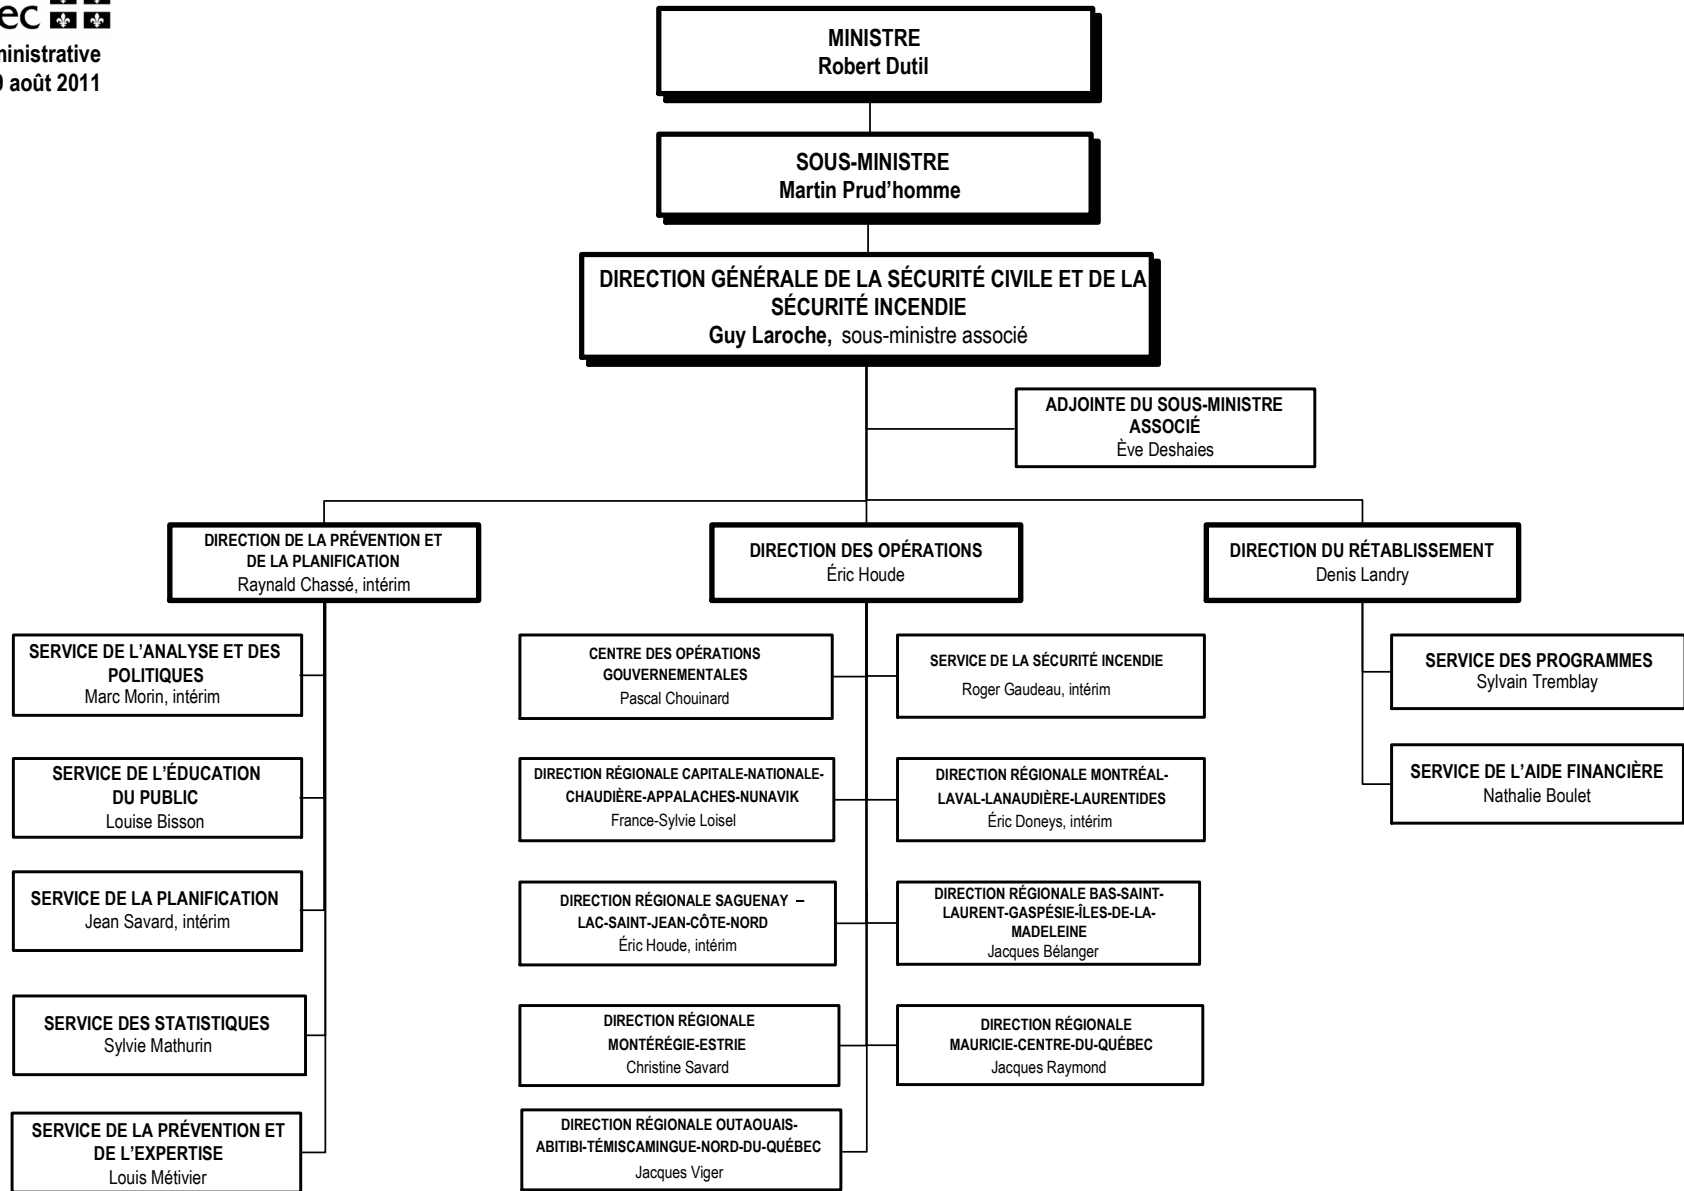 août 2011
MINISTRE
Robert Dutil
SOUS-MINISTRE
Martin Prud’homme
DIRECTION GÉNÉRALE DE LA SÉCURITÉ CIVILE ET DE LA
SÉCURITÉ INCENDIE
Guy Laroche, sous-ministre associé
ADJOINTE DU SOUS-MINISTRE
ASSOCIÉ
Ève Deshaies
DIRECTION DE LA PRÉVENTION ET
DE LA PLANIFICATION
Raynald Chassé, intérim
DIRECTION DES OPÉRATIONS
Éric Houde
DIRECTION DU RÉTABLISSEMENT
Denis Landry
SERVICE DE L’ANALYSE ET DES
POLITIQUES
Marc Morin, intérim
SERVICE DE L’ÉDUCATION
DU PUBLIC
Louise Bisson
SERVICE DE LA PLANIFICATION
Jean Savard, intérim
SERVICE DES STATISTIQUES
Sylvie Mathurin
SERVICE DE LA PRÉVENTION ET
DE L’EXPERTISE
Louis Métivier
CENTRE DES OPÉRATIONS
GOUVERNEMENTALES
Pascal Chouinard
SERVICE DE LA SÉCURITÉ INCENDIE
Roger Gaudeau, intérim
DIRECTION RÉGIONALE CAPITALE-NATIONALE-
CHAUDIÈRE-APPALACHES-NUNAVIK
France-Sylvie Loisel
DIRECTION RÉGIONALE MONTRÉAL-
LAVAL-LANAUDIÈRE-LAURENTIDES
Éric Doneys, intérim
DIRECTION RÉGIONALE SAGUENAY –
LAC-SAINT-JEAN-CÔTE-NORD
Éric Houde, intérim
DIRECTION RÉGIONALE BAS-SAINT-
LAURENT-GASPÉSIE-ÎLES-DE-LA-
MADELEINE
Jacques Bélanger
DIRECTION RÉGIONALE
MONTÉRÉGIE-ESTRIE
Christine Savard
DIRECTION RÉGIONALE
MAURICIE-CENTRE-DU-QUÉBEC
Jacques Raymond
DIRECTION RÉGIONALE OUTAOUAIS-
ABITIBI-TÉMISCAMINGUE-NORD-DU-QUÉBEC
Jacques Viger
SERVICE DES PROGRAMMES
Sylvain Tremblay
SERVICE DE L’AIDE FINANCIÈRE
Nathalie Boulet